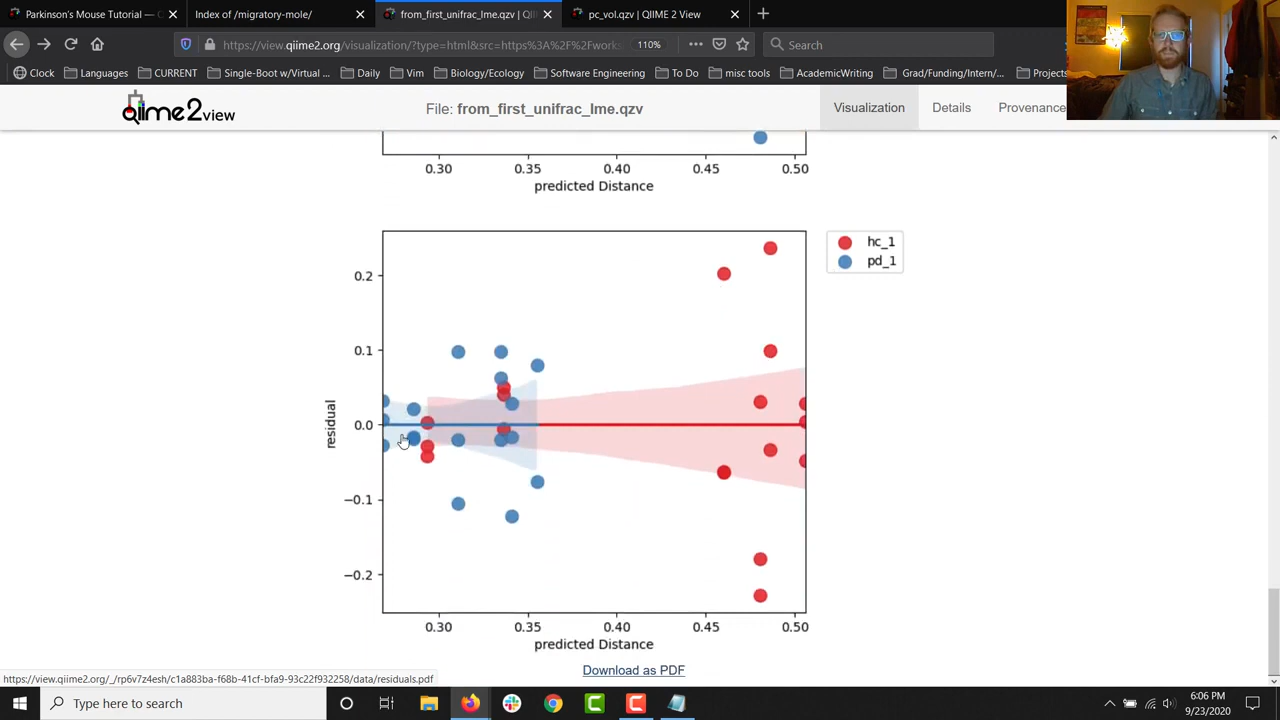 Parkinson's Mouse Tutorial — 
Index of /migratory-mole/
from_first_unifrac_lme.qzv | QI
pc_vol.qzv | QIIME 2 View
https://view.qiime2.org/visualization/?type=html&src=https%3A%2F%2Fwork
110%
Search
Clock
Languages
CURRENT
Single-Boot w/Virtual ...
Daily
Vim
Biology/Ecology
Software Engineering
To Do
misc tools
AcademicWriting
Grad/Funding/Intern/...
Projects
qiime2view
File: from_first_unifrac_lme.qzv
Visualization
Details
Provenance
0.30 0.35 0.40 0.45 0.50
predicted Distance
hc_1
pd_1
0.2
0.1
0.0
−0.1
−0.2
residual
0.30 0.35 0.40 0.45 0.50
predicted Distance
Download as PDF
https://view.qiime2.org/_/rp6v7z4esh/c1a883ba-f68b-41cf-bfa9-93c22f932258/data/residuals.pdf
Type here to search
6:06 PM
9/23/2020